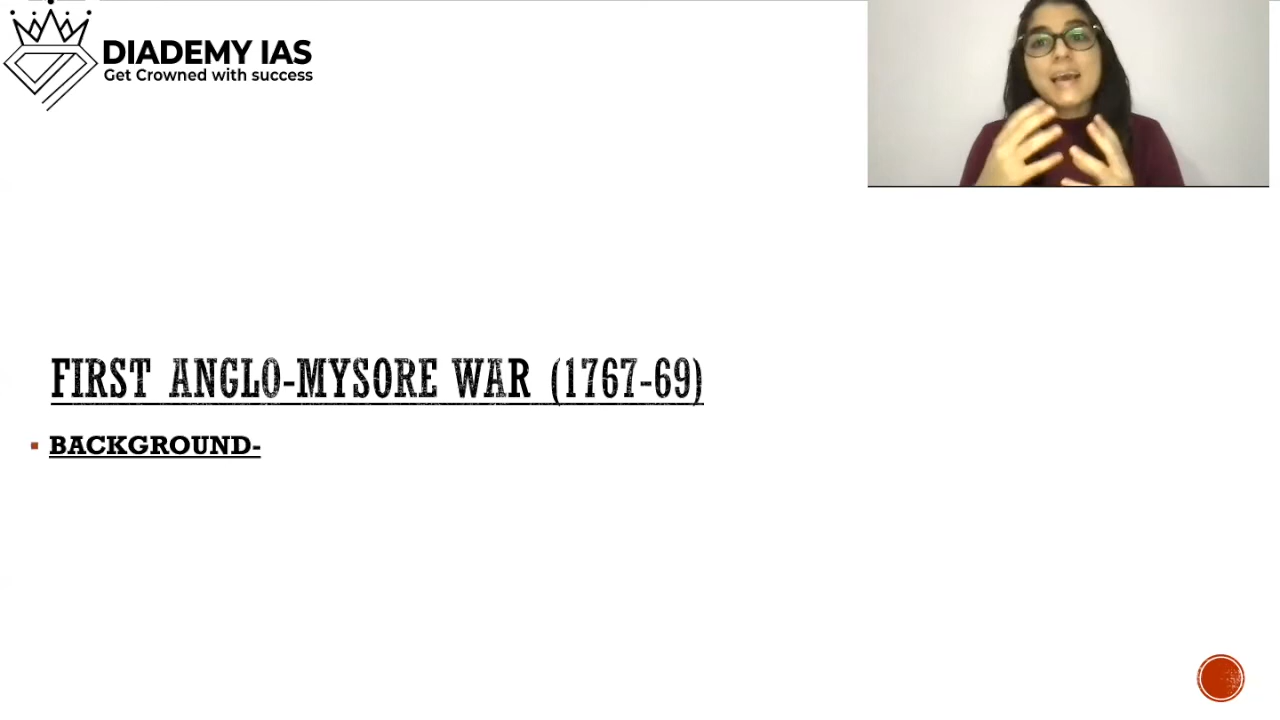 DIADEMY IAS
Get Crowned with success
FIRST ANGLO-MYSORE WAR (1767-69)
BACKGROUND-